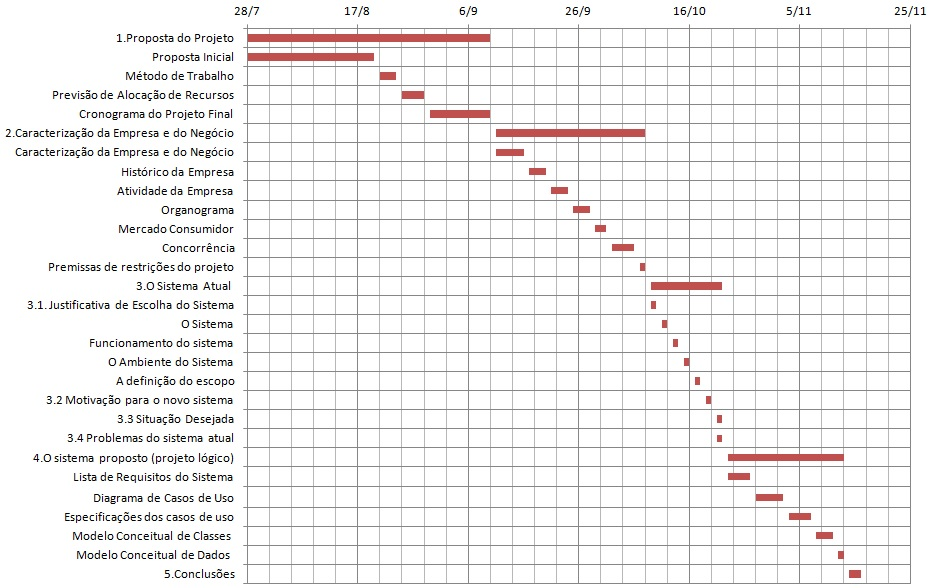 28/7 17/8 6/9 26/9 16/10 5/11 25/11
1.Proposta do Projeto
Proposta Inicial
Método de Trabalho
Previsão de Alocação de Recursos
Cronograma do Projeto Final
2.Caracterização da Empresa e do Negócio
Caracterização da Empresa e do Negócio
Histórico da Empresa
Atividade da Empresa
Organograma
Mercado Consumidor
Concorrência
Premissas de restrições do projeto
3.O Sistema Atual
3.1. Justificativa de Escolha do Sistema
O Sistema
Funcionamento do sistema
O Ambiente do Sistema
A definição do escopo
3.2 Motivação para o novo sistema
3.3 Situação Desejada
3.4 Problemas do sistema atual
4.O sistema proposto (projeto lógico)
Lista de Requisitos do Sistema
Diagrama de Casos de Uso
Especificações dos casos de uso
Modelo Conceitual de Classes
Modelo Conceitual de Dados
5.Conclusões